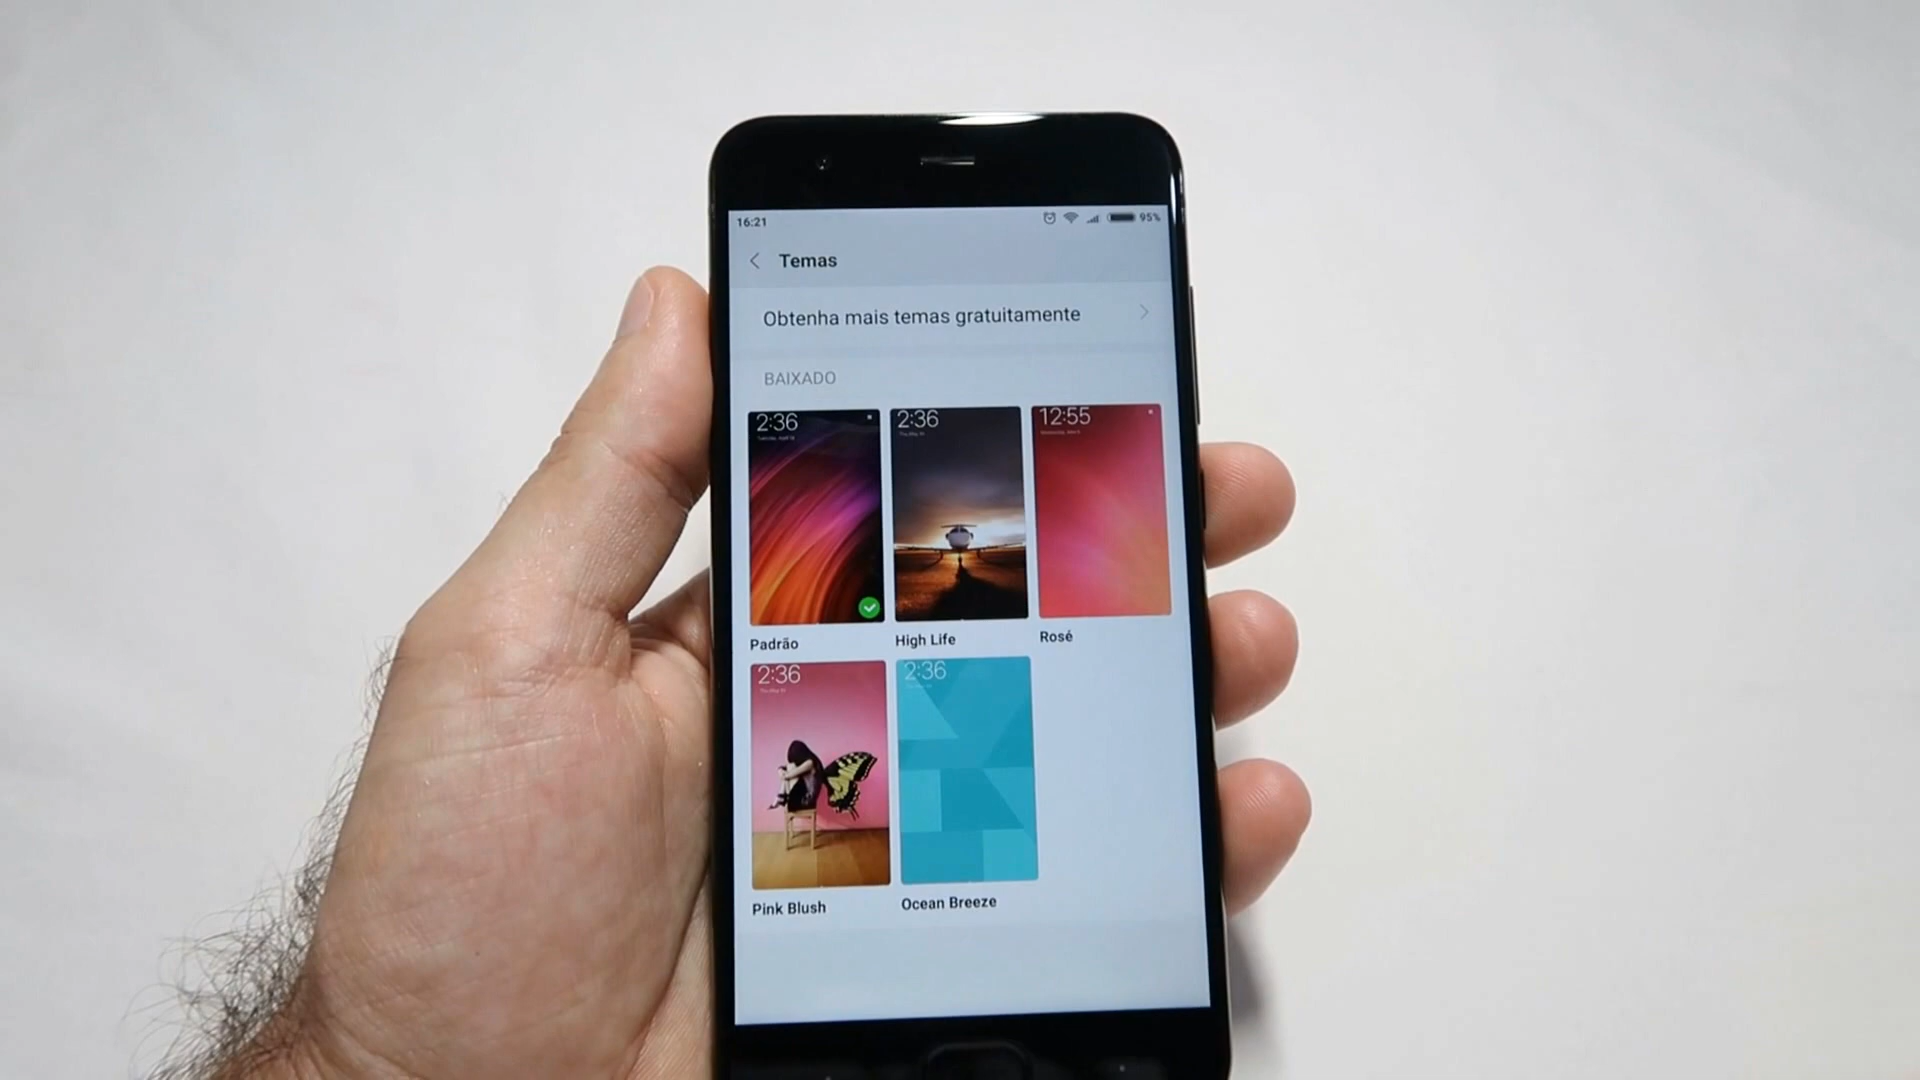 16:21 95%
Temas
Obtenha mais temas gratuitamente
BAIXADO
2:36 2:36 12:55
Padrão High Life Rosé
2:36 2:36
Pink Blush Ocean Breeze